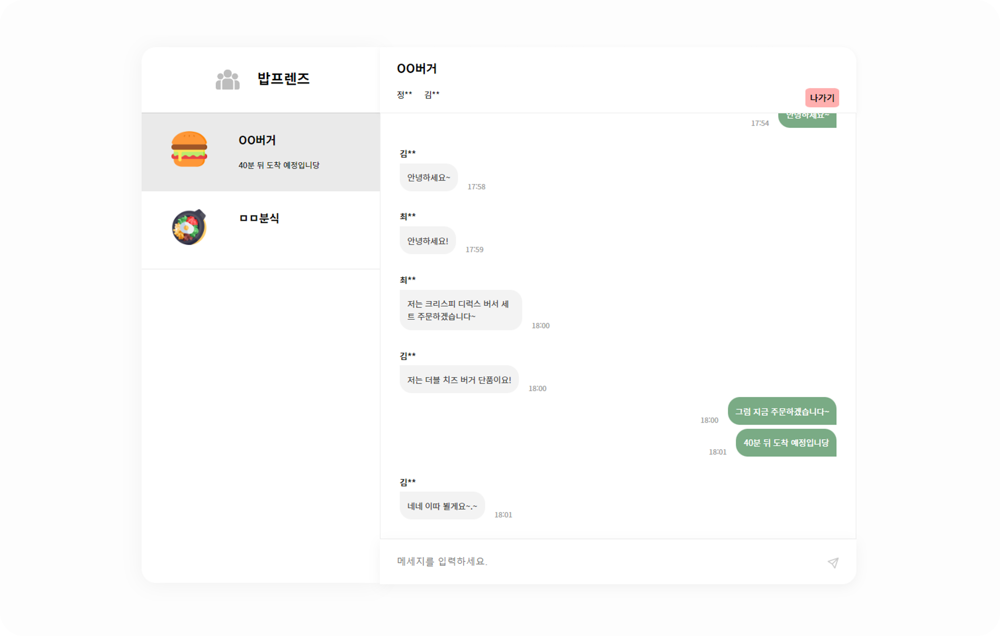 밥프렌즈
OO버거
40분 뒤 도착 예정입니당
ㅁㅁ분식
OO버거
정** 김**
나가기
안녕하세요~
17:54
김**
안녕하세요~
17:58
최**
안녕하세요!
17:59
최**
저는 크리스피 디럭스 버서 세
트 주문하겠습니다~
18:00
김**
저는 더블 치즈 버거 단품이요!
18:00
그럼 지금 주문하겠습니다~
18:00
40분 뒤 도착 예정입니당
18:01
김**
네네 이따 뵐게요~.~
18:01
메세지를 입력하세요.